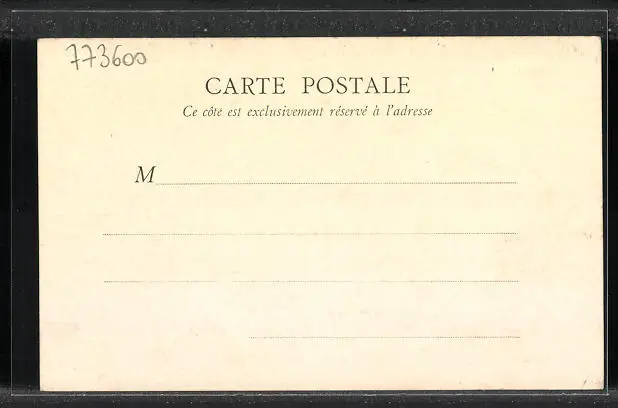 773600
CARTE POSTALE
Ce côté est exclusivement réservé à l'adresse
M